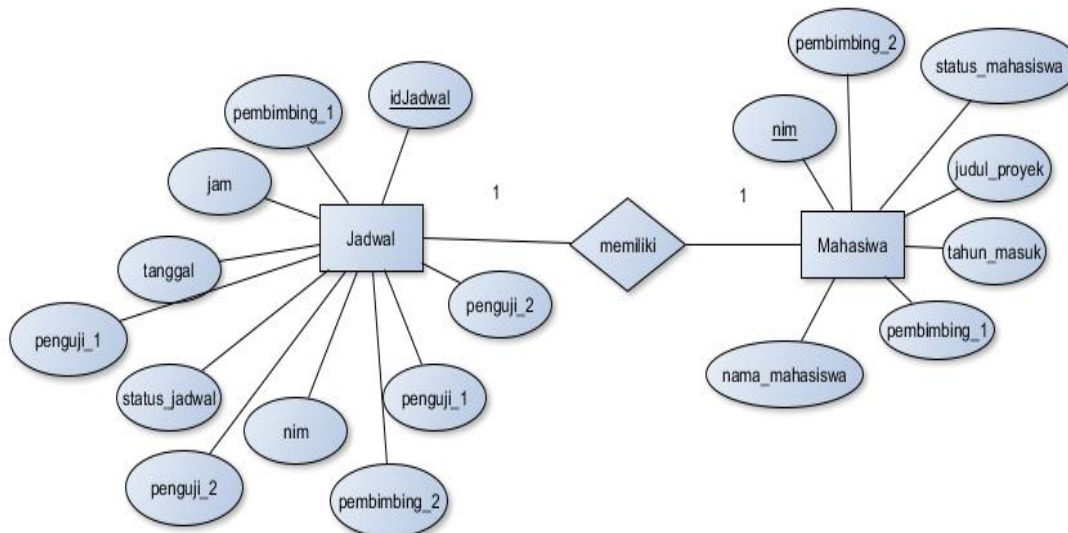 pembimbing_2
status_mahasiswa
idJadwal
pembimbing_1
nim
judul_proyek
jam
1
1
Jadwal
memiliki
Mahasiwa
tanggal
tahun_masuk
penguji_2
penguji_1
pembimbing_1
nama_mahasiswa
status_jadwal
penguji_1
nim
penguji_2
pembimbing_2